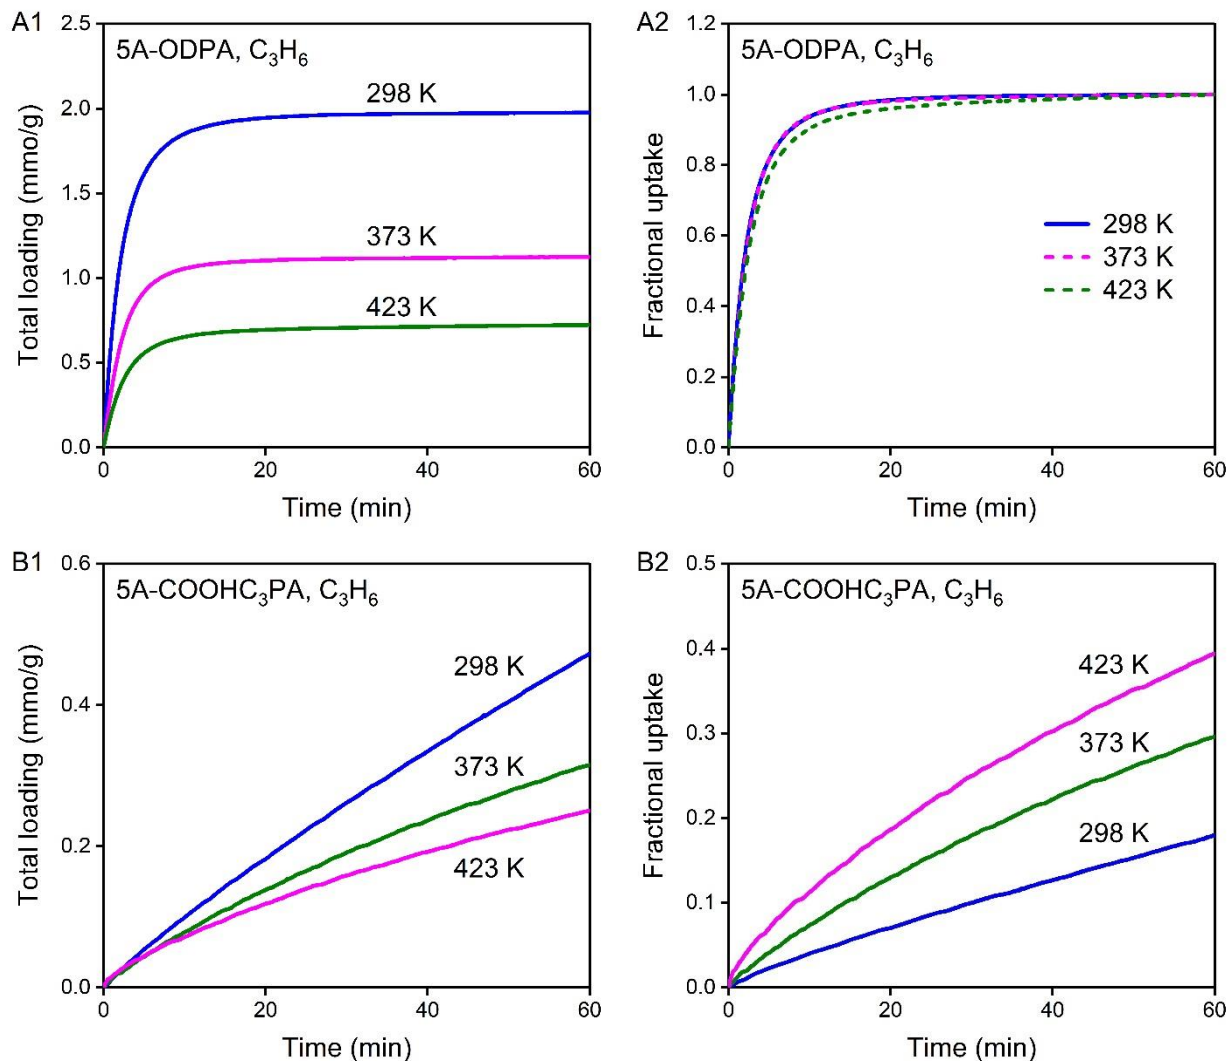 A1
5A-ODPA, C₃H₆
298 K
373 K
423 K
Total loading (mmo/g)
2.5
2.0
1.5
1.0
0.5
0.0
0 20 40 60
Time (min)
A2
5A-ODPA, C₃H₆
298 K
373 K
423 K
Fractional uptake
1.2
1.0
0.8
0.6
0.4
0.2
0.0
0 20 40 60
Time (min)
B1
5A-COOHC₃PA, C₃H₆
298 K
373 K
423 K
Total loading (mmo/g)
0.6
0.4
0.2
0.0
0 20 40 60
Time (min)
B2
5A-COOHC₃PA, C₃H₆
423 K
373 K
298 K
Fractional uptake
0.5
0.4
0.3
0.2
0.1
0.0
0 20 40 60
Time (min)